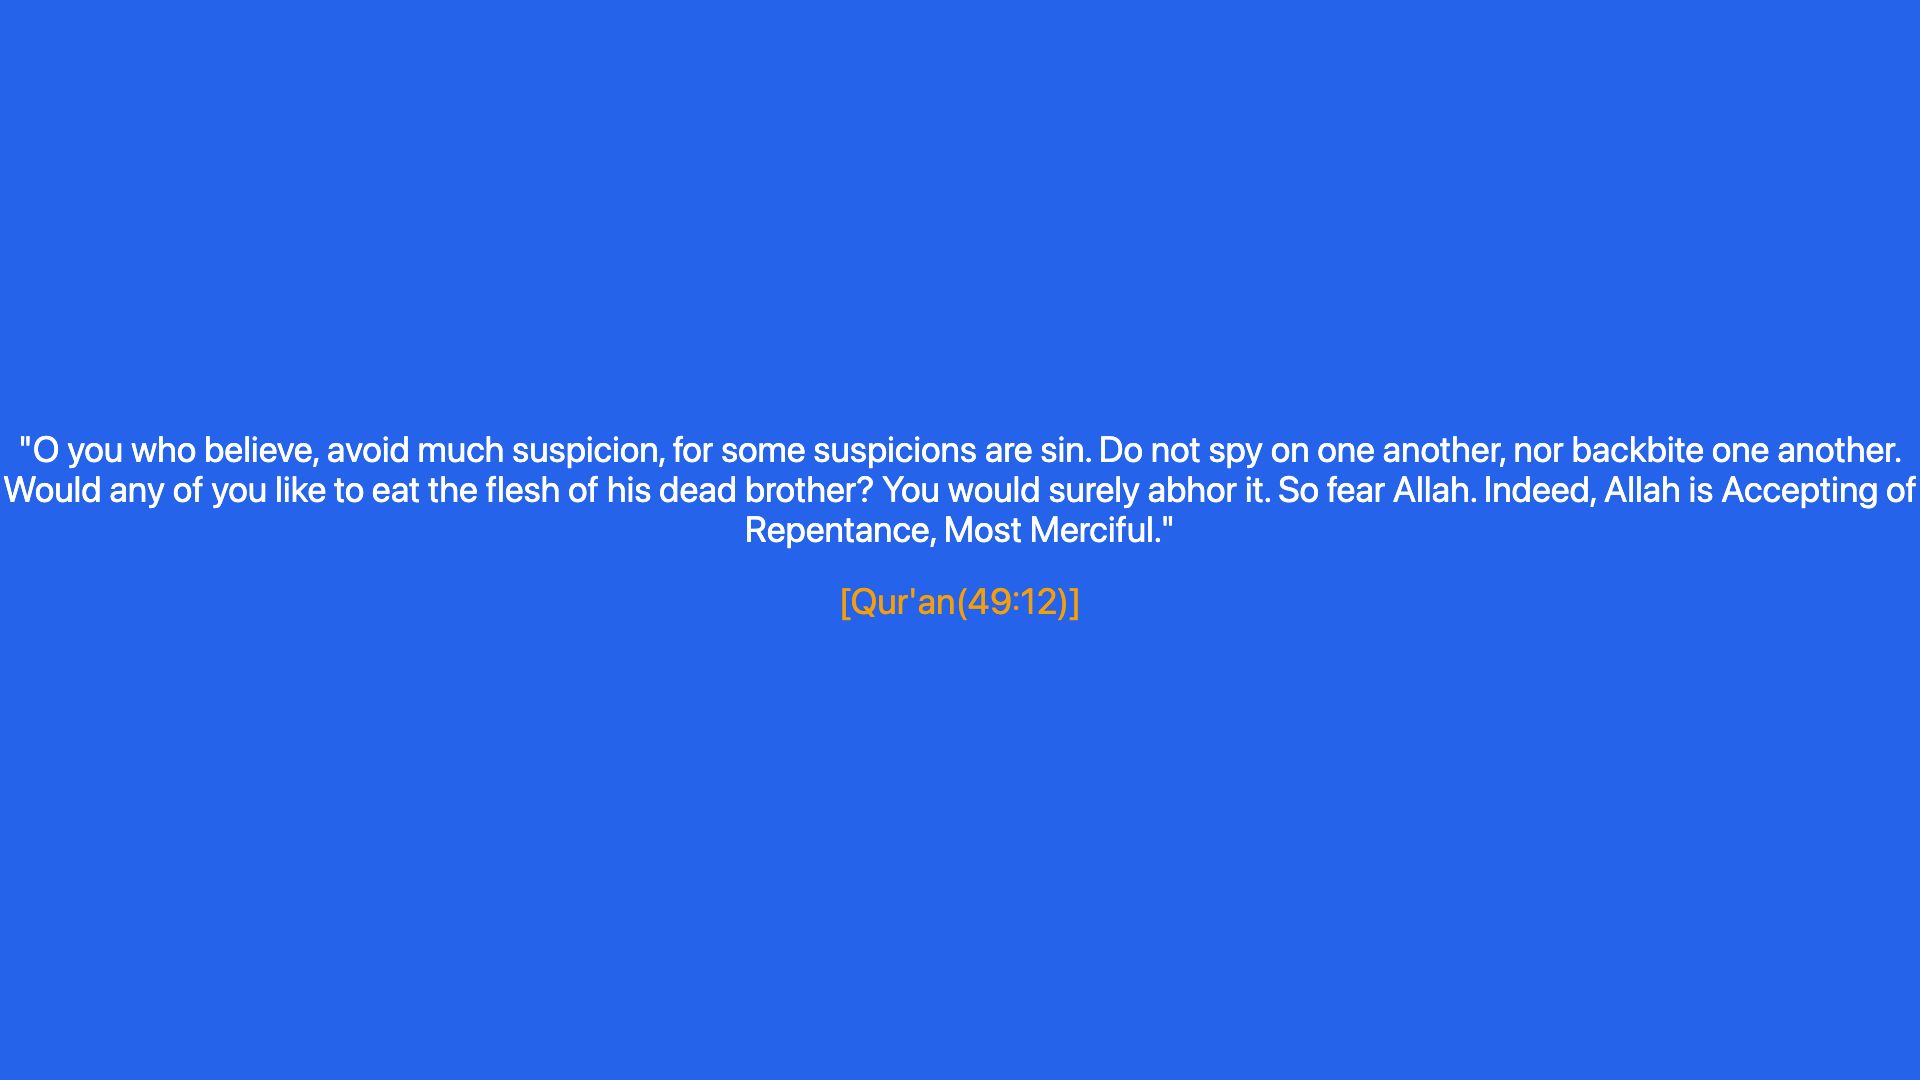 "O you who believe, avoid much suspicion, for some suspicions are sin. Do not spy on one another, nor backbite one another.
Would any of you like to eat the flesh of his dead brother? You would surely abhor it. So fear Allah. Indeed, Allah is Accepting of
Repentance, Most Merciful."
[Qur'an(49:12)]